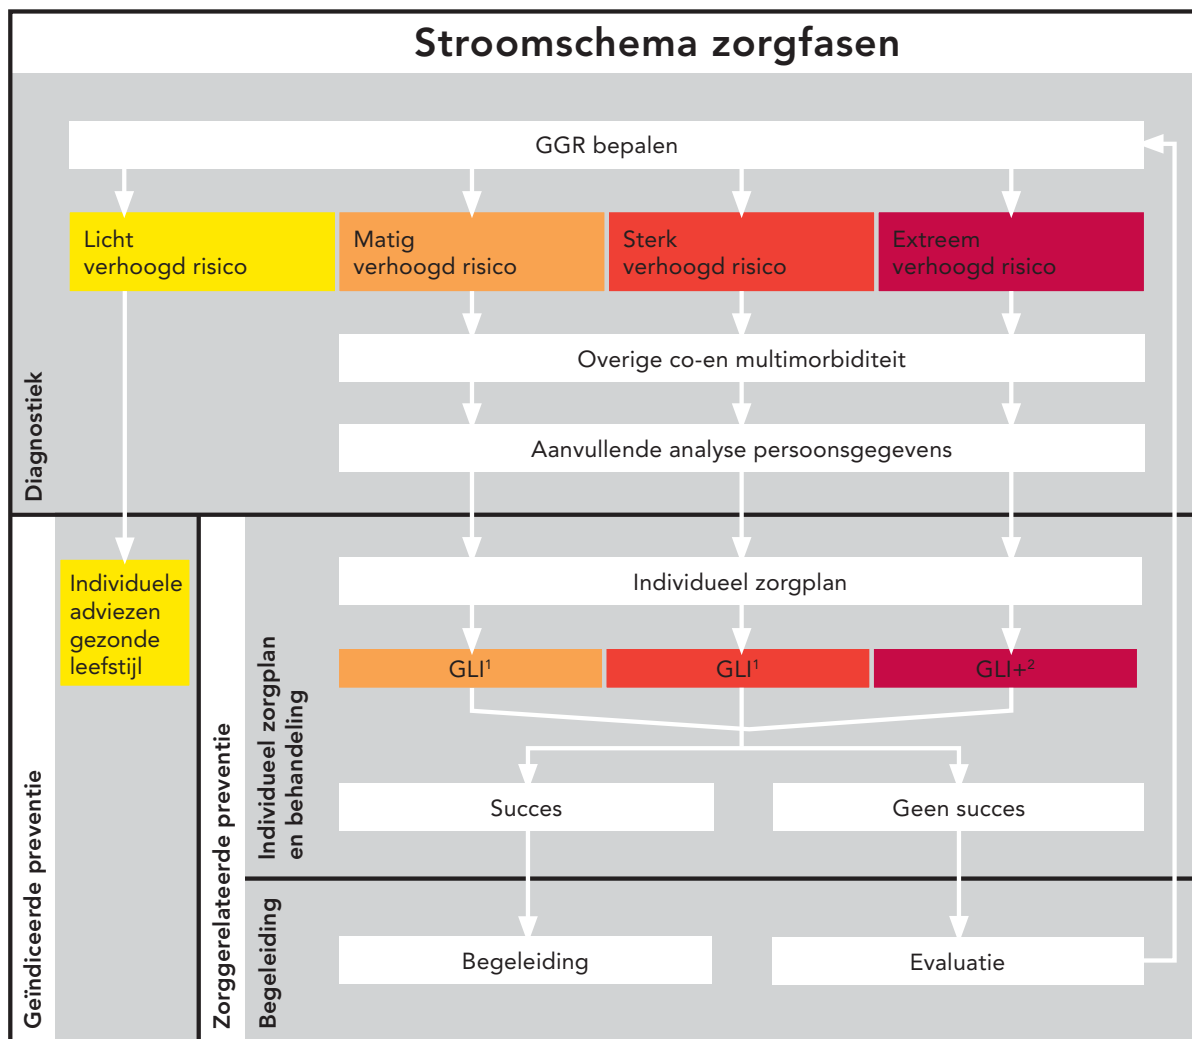 Stroomschema zorgfasen
GGR bepalen
Licht
verhoogd risico
Matig
verhoogd risico
Sterk
verhoogd risico
Extreem
verhoogd risico
Overige co-en multimorbiditeit
Aanvullende analyse persoonsgegevens
Diagnostiek
Individuele
adviezen
gezonde
leefstijl
Geïndiceerde preventie
Zorggerelateerde preventie
Individueel zorgplan
en behandeling
Individueel zorgplan
GLI¹
GLI¹
GLI+²
Succes
Geen succes
Begeleiding
Begeleiding
Evaluatie